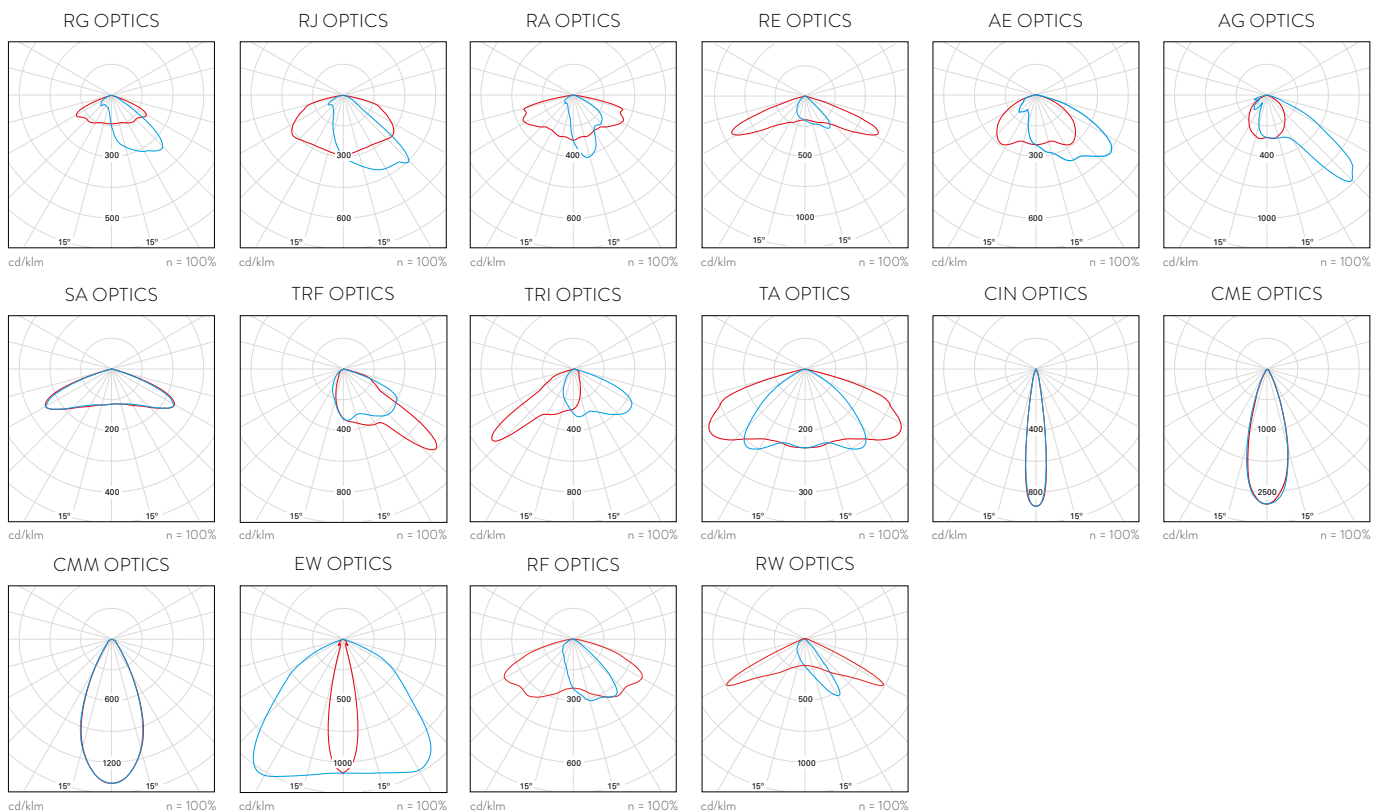 RG OPTICS
300
500
15° 15°
cd/klm n = 100%
RJ OPTICS
300
600
15° 15°
cd/klm n = 100%
RA OPTICS
400
600
15° 15°
cd/klm n = 100%
RE OPTICS
500
1000
15° 15°
cd/klm n = 100%
AE OPTICS
300
600
15° 15°
cd/klm n = 100%
AG OPTICS
400
1000
15° 15°
cd/klm n = 100%
SA OPTICS
200
400
15° 15°
cd/klm n = 100%
TRF OPTICS
400
800
15° 15°
cd/klm n = 100%
TRI OPTICS
400
800
15° 15°
cd/klm n = 100%
TA OPTICS
200
300
15° 15°
cd/klm n = 100%
CIN OPTICS
400
800
15° 15°
cd/klm n = 100%
CME OPTICS
1000
2500
15° 15°
cd/klm n = 100%
CMM OPTICS
600
1200
15° 15°
cd/klm n = 100%
EW OPTICS
500
1000
15° 15°
cd/klm n = 100%
RF OPTICS
300
600
15° 15°
cd/klm n = 100%
RW OPTICS
500
1000
15° 15°
cd/klm n = 100%